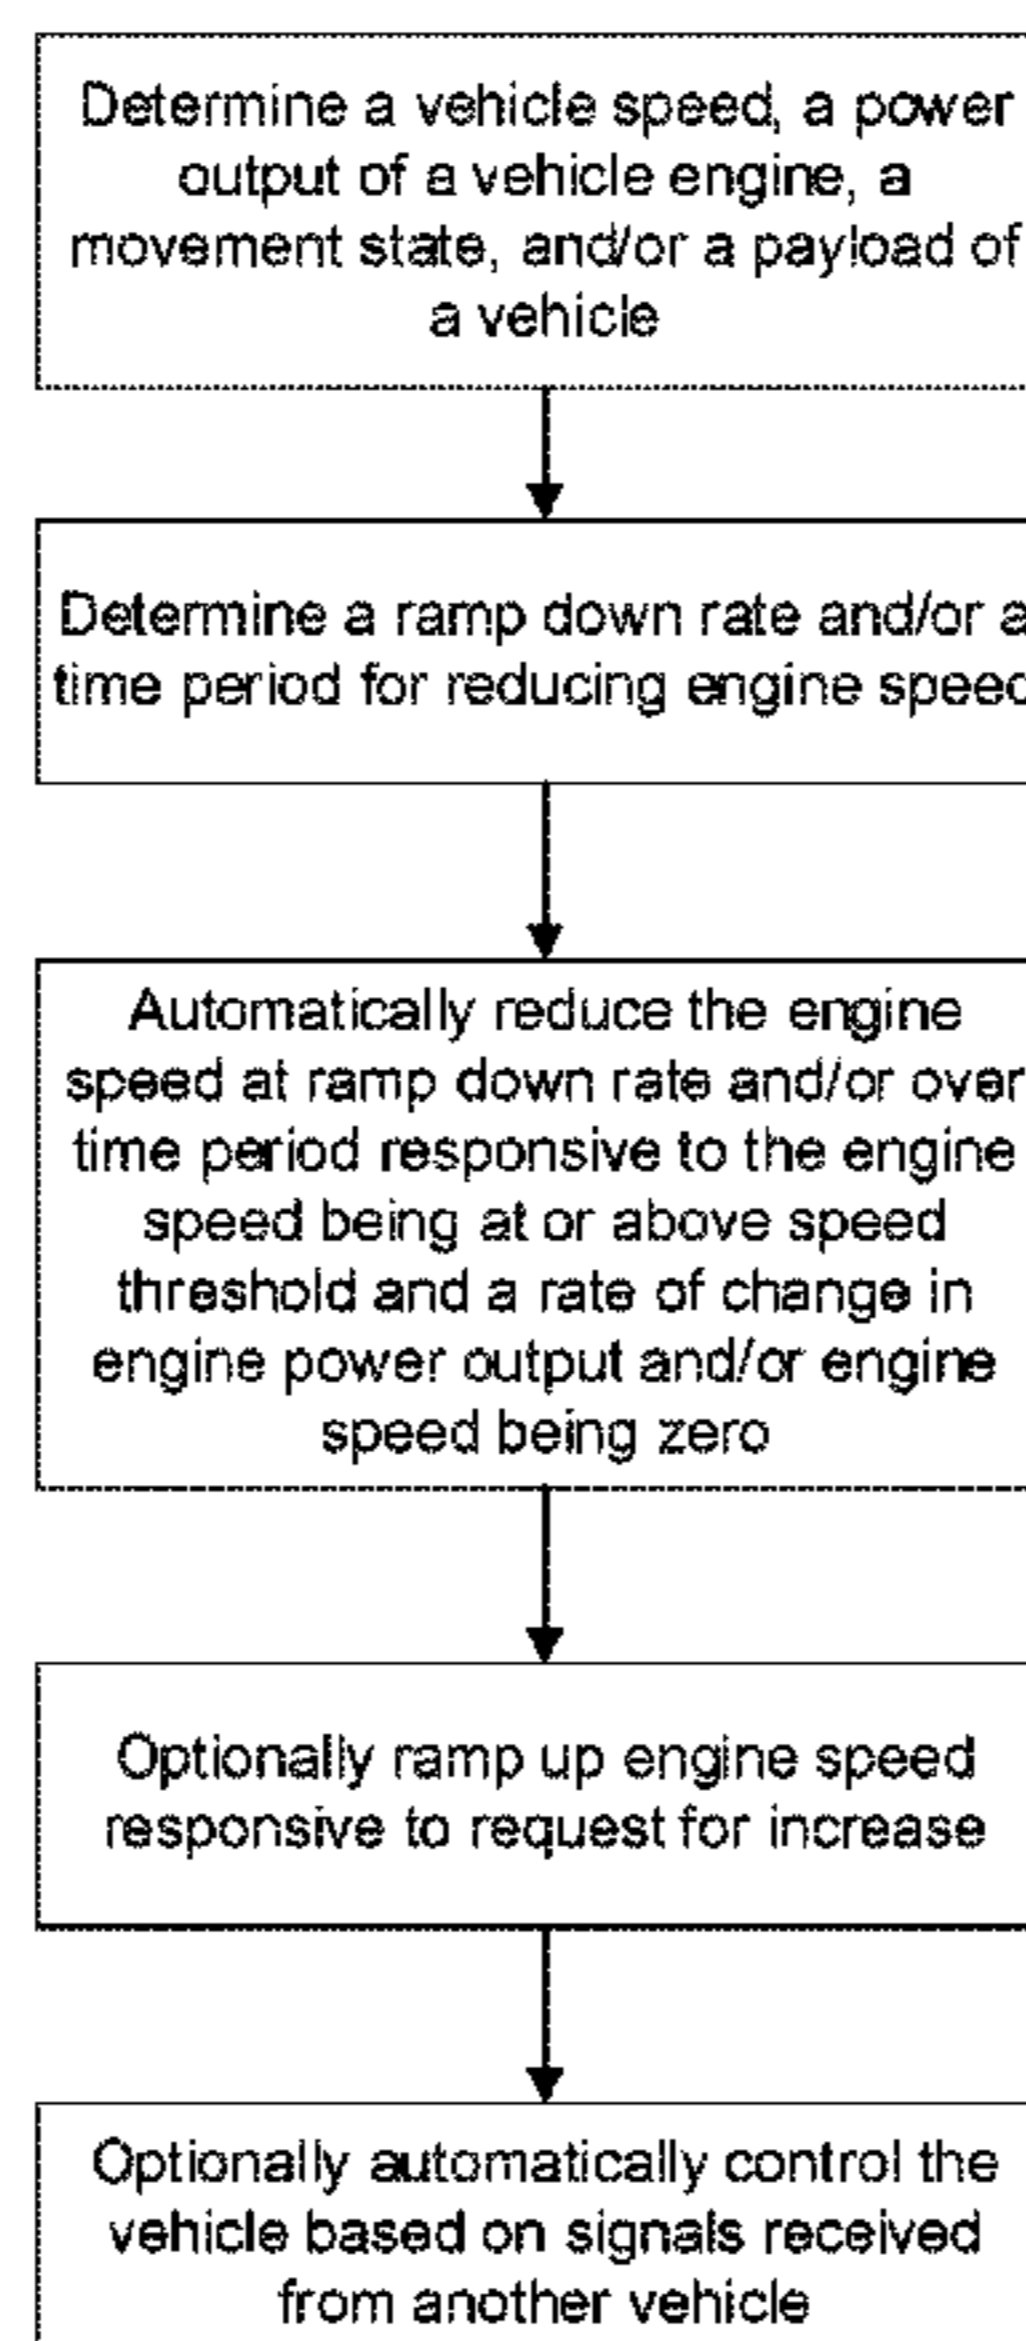 Determine a vehicle speed, a power
output of a vehicle engine, a
movement state, and/or a payload of
a vehicle
Determine a ramp down rate and/or a
time period for reducing engine speed
Automatically reduce the engine
speed at ramp down rate and/or over
time period responsive to the engine
speed being at or above speed
threshold and a rate of change in
engine power output and/or engine
speed being zero
Optionally ramp up engine speed
responsive to request for increase
Optionally automatically control the
vehicle based on signals received
from another vehicle